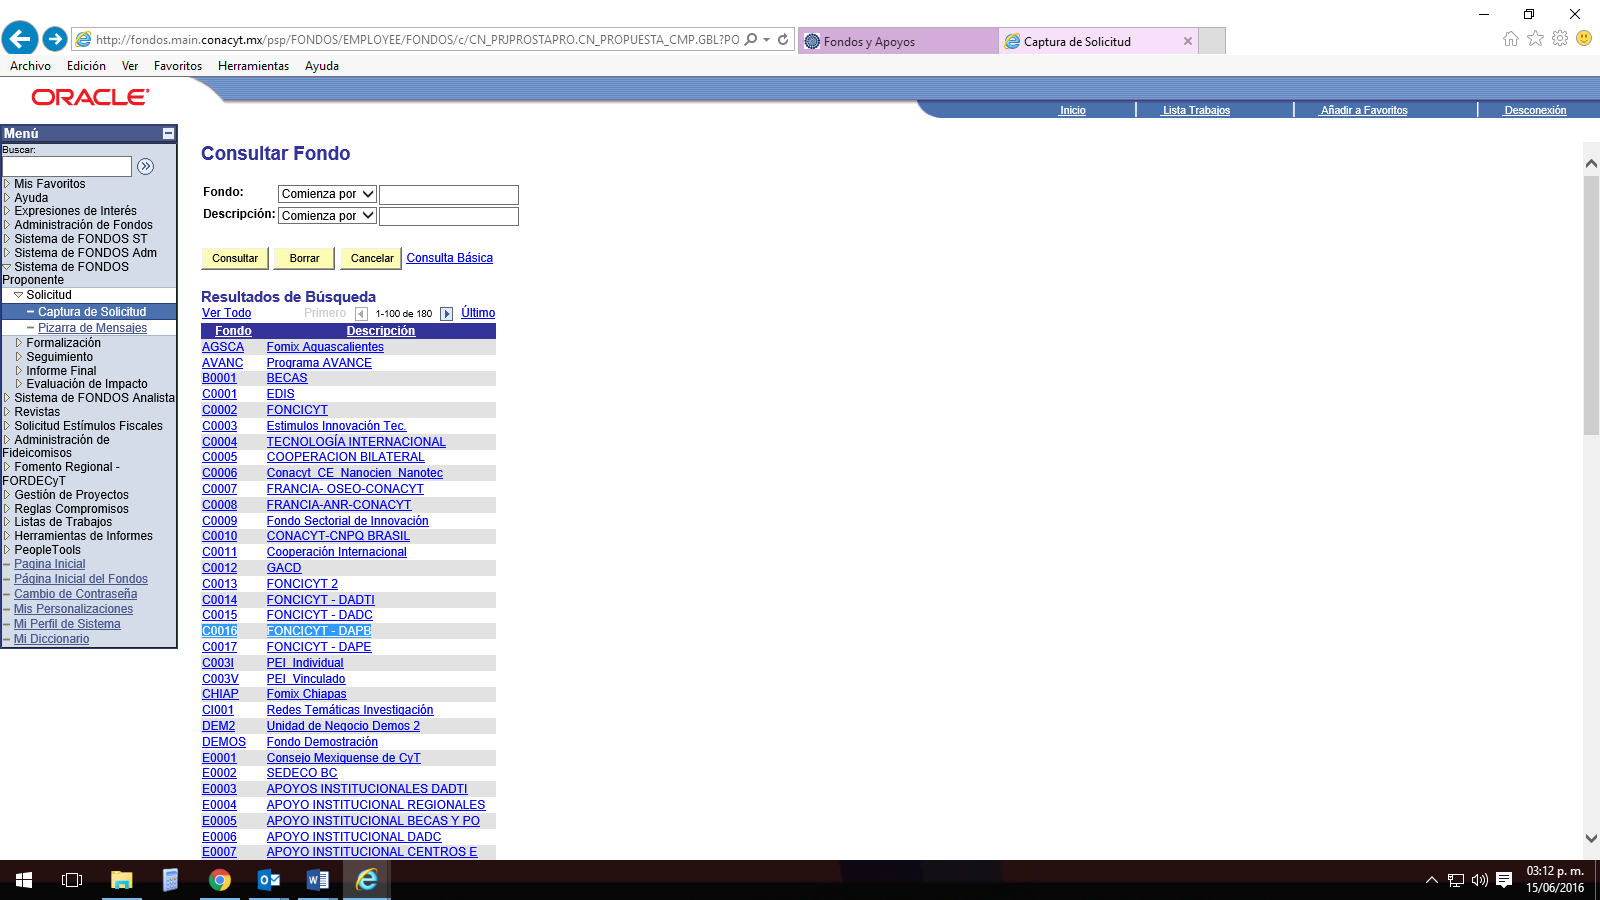 http://fondos.main.conacyt.mx/psp/FONDOS/EMPLOYEE/FONDOS/c/CN_PRJPROSTAPRO.CN_PROPUESTA_CMP.GBL?PO
Fondos y Apoyos
Captura de Solicitud
Archivo Edición Ver Favoritos Herramientas Ayuda
ORACLE
Inicio Lista Trabajos Añadir a Favoritos Desconexión
Menú
Buscar:
Mis Favoritos
Ayuda
Expresiones de Interés
Administración de Fondos
Sistema de FONDOS ST
Sistema de FONDOS Adm
Sistema de FONDOS
Proponente
Solicitud
Captura de Solicitud
Pizarra de Mensajes
Formalización
Seguimiento
Informe Final
Evaluación de Impacto
Sistema de FONDOS Analista
Revistas
Solicitud Estímulos Fiscales
Administración de
Fideicomisos
Fomento Regional -
FORDECyT
Gestión de Proyectos
Reglas Compromisos
Listas de Trabajos
Herramientas de Informes
PeopleTools
Pagina Inicial
Página Inicial del Fondos
Cambio de Contraseña
Mis Personalizaciones
Mi Perfil de Sistema
Mi Diccionario
Consultar Fondo
Fondo: Comienza por
Descripción: Comienza por
Consultar Borrar Cancelar Consulta Básica
Resultados de Búsqueda
Ver Todo Primero 1-100 de 180 Último
Fondo Descripción
AGSCA Fomix Aguascalientes
AVANC Programa AVANCE
B0001 BECAS
C0001 EDIS
C0002 FONCICYT
C0003 Estimulos Innovación Tec.
C0004 TECNOLOGÍA INTERNACIONAL
C0005 COOPERACION BILATERAL
C0006 Conacyt_CE_Nanocien_Nanotec
C0007 FRANCIA- OSEO-CONACYT
C0008 FRANCIA-ANR-CONACYT
C0009 Fondo Sectorial de Innovación
C0010 CONACYT-CNPQ BRASIL
C0011 Cooperación Internacional
C0012 GACD
C0013 FONCICYT 2
C0014 FONCICYT - DADTI
C0015 FONCICYT - DADC
C0016 FONCICYT - DAPB
C0017 FONCICYT - DAPE
C003I PEI_Individual
C003V PEI_Vinculado
CHIAP Fomix Chiapas
CI001 Redes Temáticas Investigación
DEM2 Unidad de Negocio Demos 2
DEMOS Fondo Demostración
E0001 Consejo Mexiquense de CyT
E0002 SEDECO BC
E0003 APOYOS INSTITUCIONALES DADTI
E0004 APOYO INSTITUCIONAL REGIONALES
E0005 APOYO INSTITUCIONAL BECAS Y PO
E0006 APOYO INSTITUCIONAL DADC
E0007 APOYO INSTITUCIONAL CENTROS E
03:12 p. m.
15/06/2016